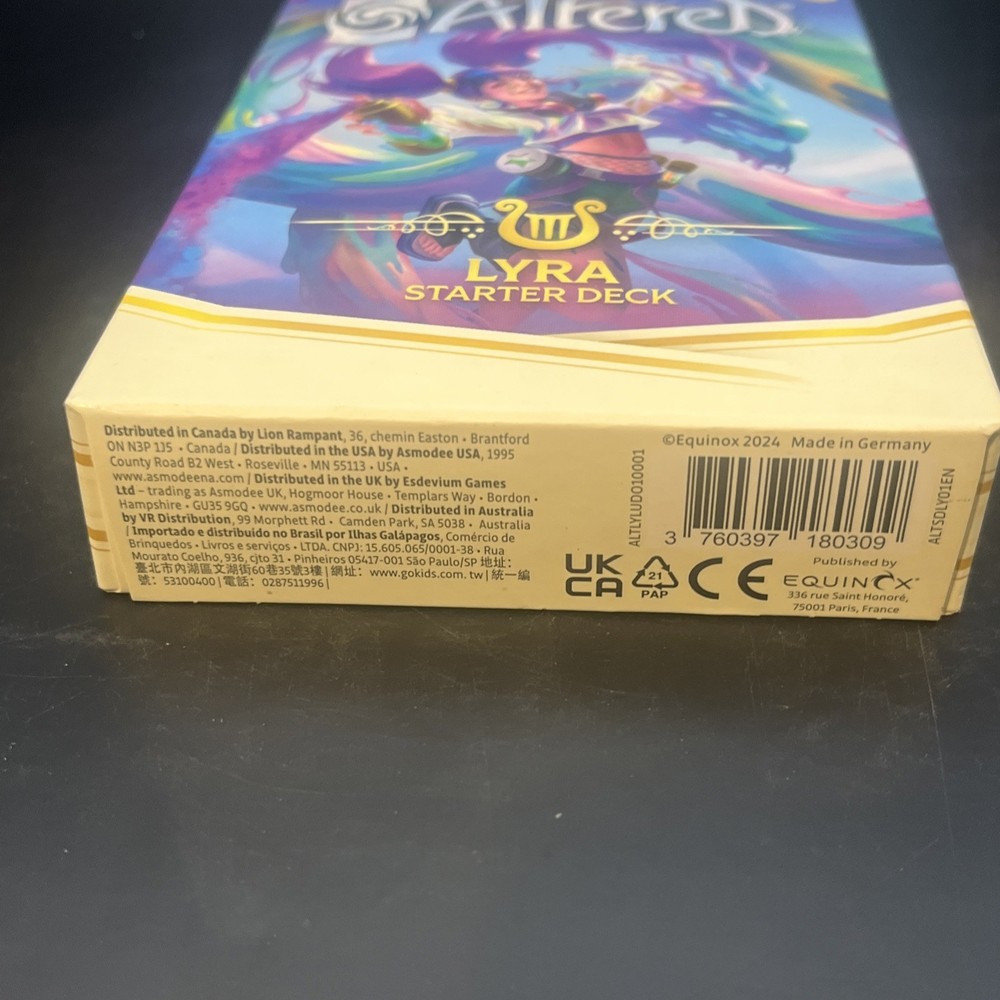 Altered
LYRA
STARTER DECK
Distributed in Canada by Lion Rampant, 36, chemin Easton • Brantford
ON N3P 1J5 • Canada / Distributed in the USA by Asmodee USA, 1995
County Road B2 West • Roseville • MN 55113 • USA •
www.asmodeena.com / Distributed in the UK by Esdevium Games
Ltd – trading as Asmodee UK, Hogmoor House • Templars Way • Bordon •
Hampshire • GU35 9GQ • www.asmodee.co.uk / Distributed in Australia
by VR Distribution, 99 Morphett Rd • Camden Park, SA 5038 • Australia
/ Importado e distribuído no Brasil por Ilhas Galápagos, Comércio de
Brinquedos • Livros e serviços • LTDA. CNPJ: 15.605.065/0001-38 • Rua
Mourato Coelho, 936, cjto 31 • Pinheiros 05417-001 São Paulo/SP 地址:
臺北市內湖區文湖街60巷35號3樓 | 網址: www.gokids.com.tw | 統一編
號: 53100400 | 電話: 0287511996 |
©Equinox 2024 Made in Germany
ALTLYLUDO10001
3 760397 180309
ALTSDLY01EN
UK
CA
21
PAP
CE
Published by
EQUINOX
336 rue Saint Honoré,
75001 Paris, France